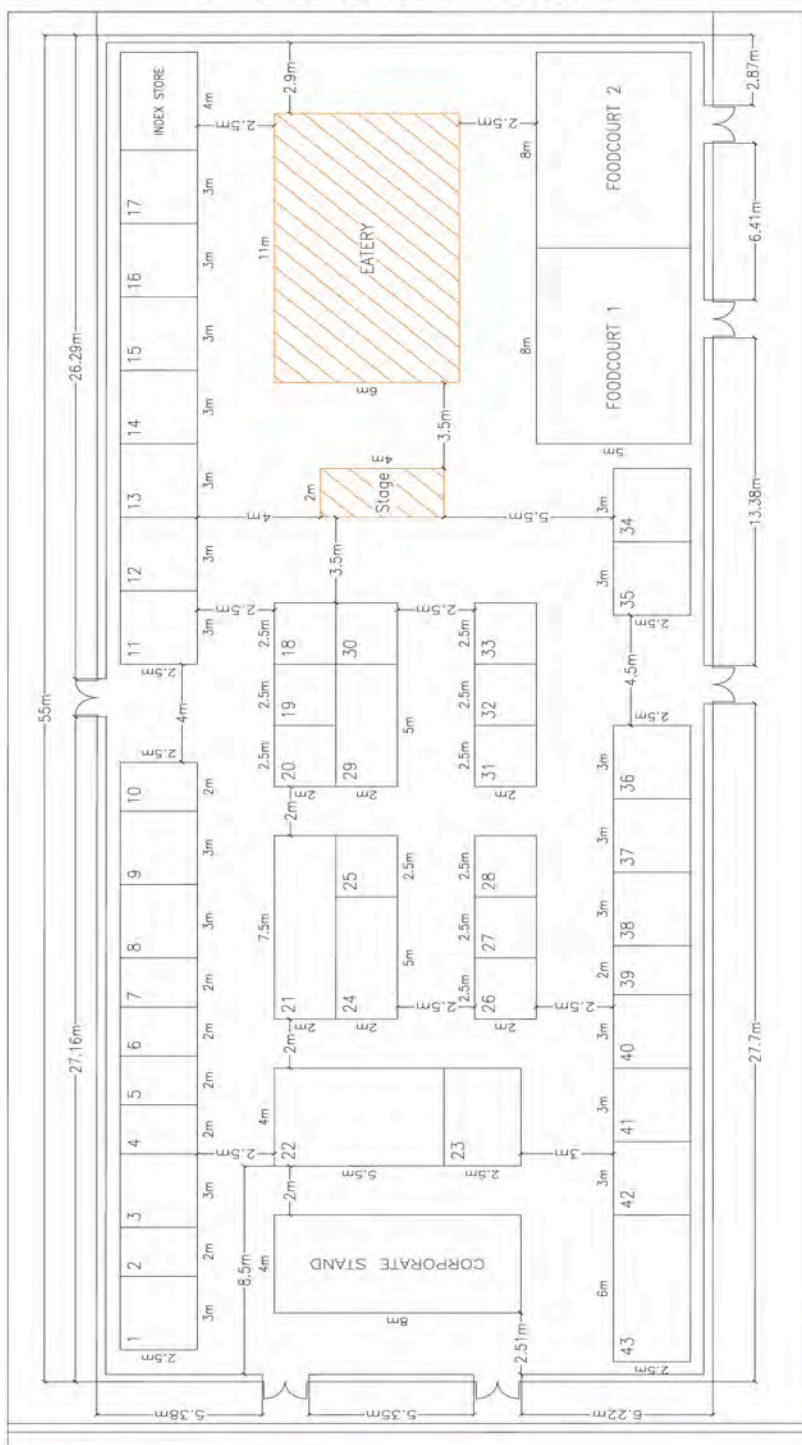 55m
27.16m
26.29m
5.38m
1
2
3
4
5
6
7
8
9
10
11
12
13
14
15
16
17
INDEX STORE
2.5m
2.5m
4m
2.5m
3m
2m
3m
2m
2m
2m
2m
3m
3m
2m
3m
3m
3m
3m
3m
3m
3m
4m
8.5m
2.5m
2.5m
4m
2.5m
2.9m
4m
2m
4m
2m
7.5m
2m
2.5m
2.5m
2.5m
11m
CORPORATE STAND
8m
22
5.5m
21
2m
20
19
18
2m
3.5m
2m
Stage
4m
EATERY
6m
5.35m
24
25
2m
29
30
2m
5m
2.5m
5m
3.5m
23
2.5m
2.5m
2.5m
2.5m
2.5m
2.5m
2.5m
2.5m
2.5m
26
27
28
2m
31
32
33
2m
5.5m
2.5m
2.51m
3m
2.5m
8m
8m
FOODCOURT 1
FOODCOURT 2
5m
6m
3m
3m
3m
2m
3m
3m
3m
4.5m
3m
3m
6.22m
43
42
41
40
39
38
37
36
35
34
2.5m
2.5m
2.5m
27.7m
13.38m
6.41m
2.87m